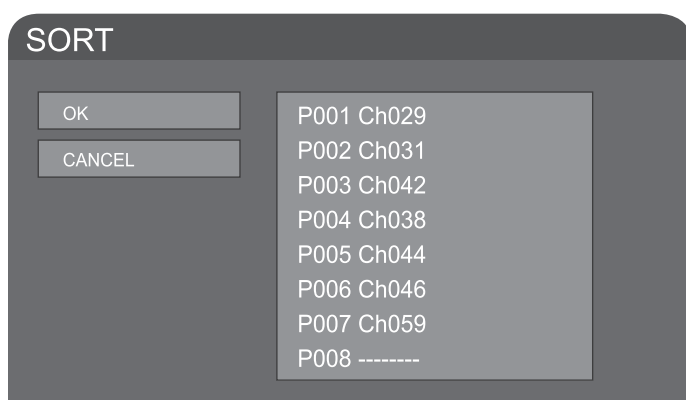 SORT
OK
CANCEL
P001 Ch029
P002 Ch031
P003 Ch042
P004 Ch038
P005 Ch044
P006 Ch046
P007 Ch059
P008 --------